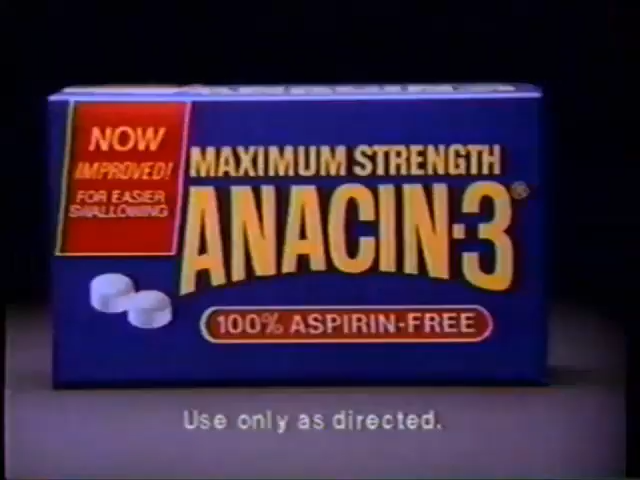 NOW
IMPROVED!
FOR EASIER
SWALLOWING
MAXIMUM STRENGTH
ANACIN-3®
100% ASPIRIN-FREE
Use only as directed.